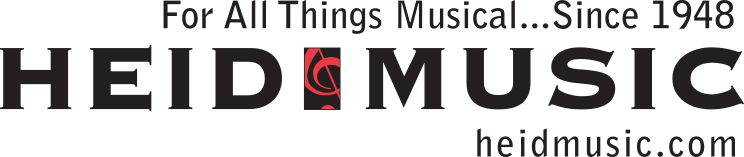 For All Things Musical...Since 1948
HEID MUSIC
heidmusic.com